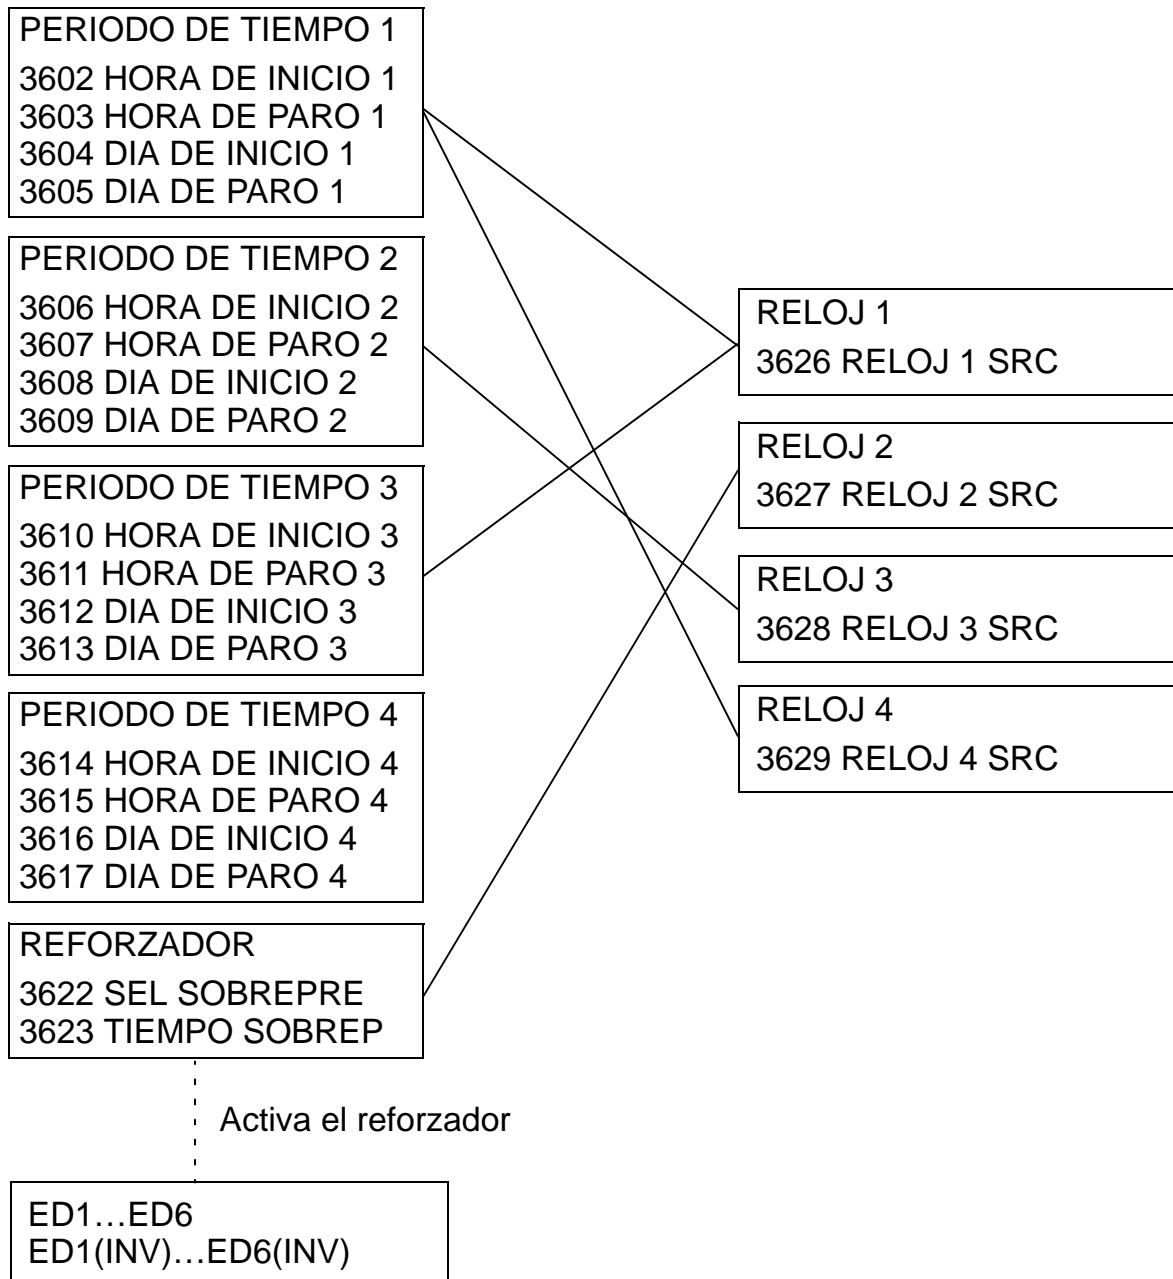 PERIODO DE TIEMPO 1
3602 HORA DE INICIO 1
3603 HORA DE PARO 1
3604 DIA DE INICIO 1
3605 DIA DE PARO 1
PERIODO DE TIEMPO 2
3606 HORA DE INICIO 2
3607 HORA DE PARO 2
3608 DIA DE INICIO 2
3609 DIA DE PARO 2
PERIODO DE TIEMPO 3
3610 HORA DE INICIO 3
3611 HORA DE PARO 3
3612 DIA DE INICIO 3
3613 DIA DE PARO 3
PERIODO DE TIEMPO 4
3614 HORA DE INICIO 4
3615 HORA DE PARO 4
3616 DIA DE INICIO 4
3617 DIA DE PARO 4
REFORZADOR
3622 SEL SOBREPRE
3623 TIEMPO SOBREP
Activa el reforzador
ED1…ED6
ED1(INV)…ED6(INV)
RELOJ 1
3626 RELOJ 1 SRC
RELOJ 2
3627 RELOJ 2 SRC
RELOJ 3
3628 RELOJ 3 SRC
RELOJ 4
3629 RELOJ 4 SRC